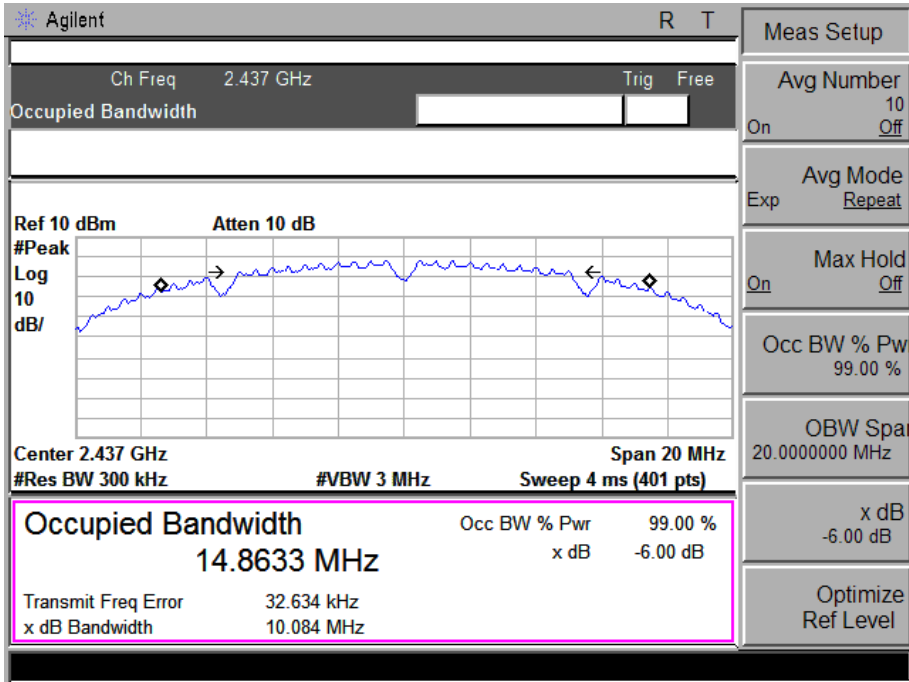 Agilent R T
Ch Freq 2.437 GHz Trig Free
Occupied Bandwidth
Ref 10 dBm Atten 10 dB
#Peak
Log
10
dB/
Center 2.437 GHz Span 20 MHz
#Res BW 300 kHz #VBW 3 MHz Sweep 4 ms (401 pts)
Occupied Bandwidth Occ BW % Pwr 99.00 %
14.8633 MHz x dB -6.00 dB
Transmit Freq Error 32.634 kHz
x dB Bandwidth 10.084 MHz
Meas Setup
Avg Number
10
On Off
Avg Mode
Exp Repeat
Max Hold
On Off
Occ BW % Pw
99.00 %
OBW Spa
20.0000000 MHz
x dB
-6.00 dB
Optimize
Ref Level